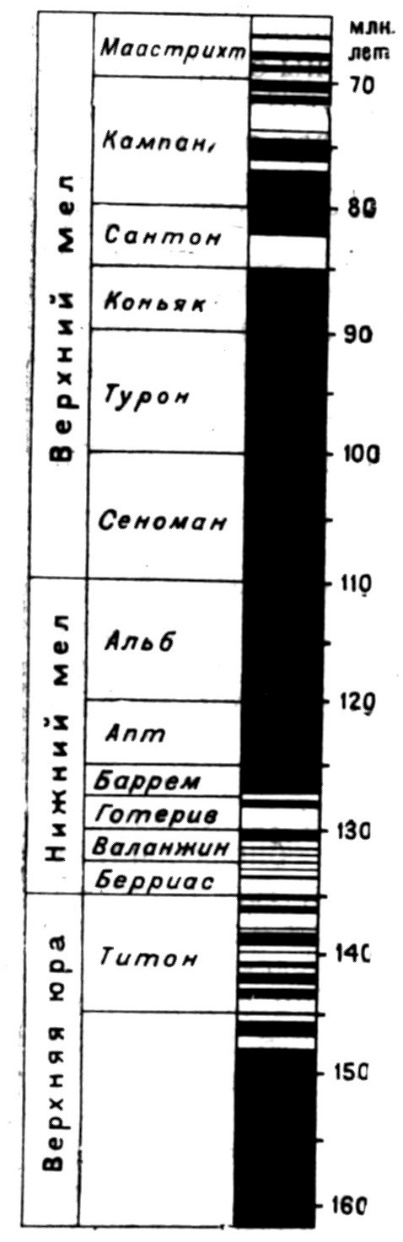 млн.
лет
Верхний мел
Маастрихт
Кампан,
Сантон
Коньяк
Турон
Сеноман
Нижний мел
Альб
Апт
Баррем
Готерив
Валанжин
Берриас
Верхняя юра
Титон
70
80
90
100
110
120
130
140
150
160